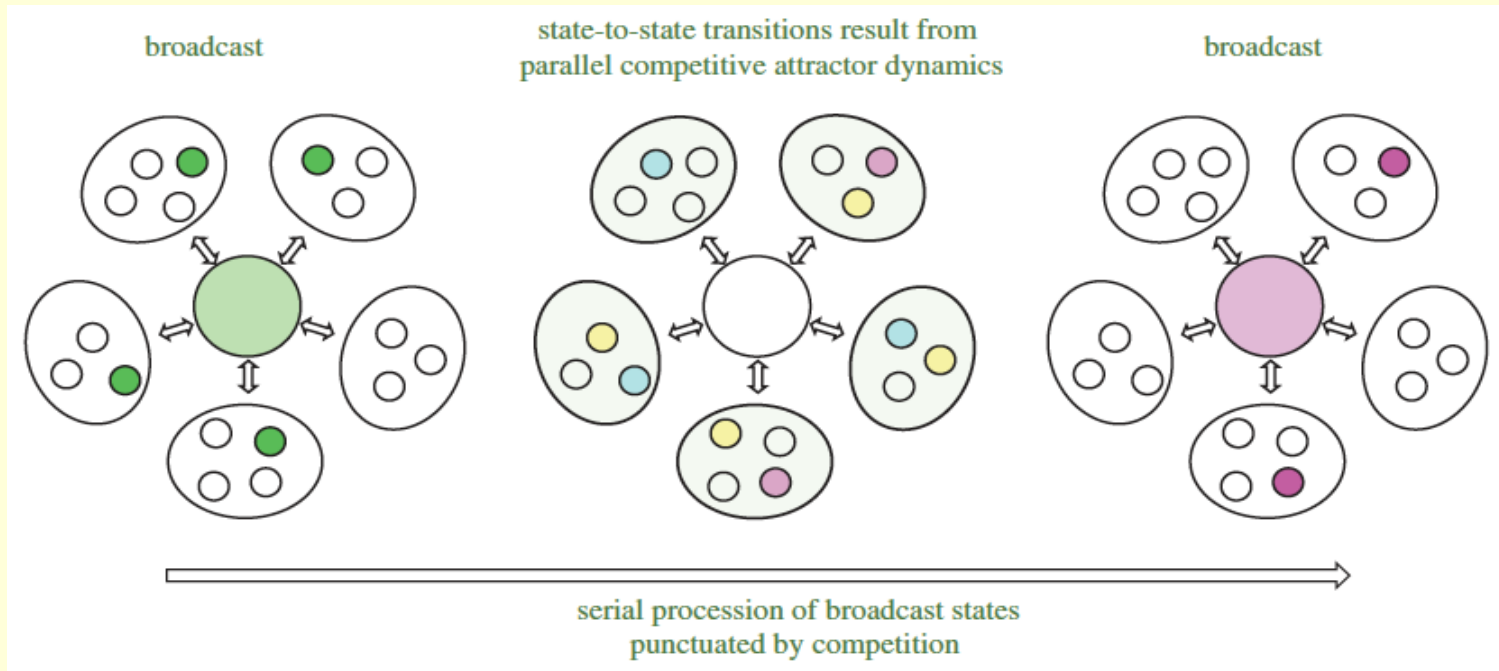 broadcast
state-to-state transitions result from
parallel competitive attractor dynamics
broadcast
serial procession of broadcast states
punctuated by competition